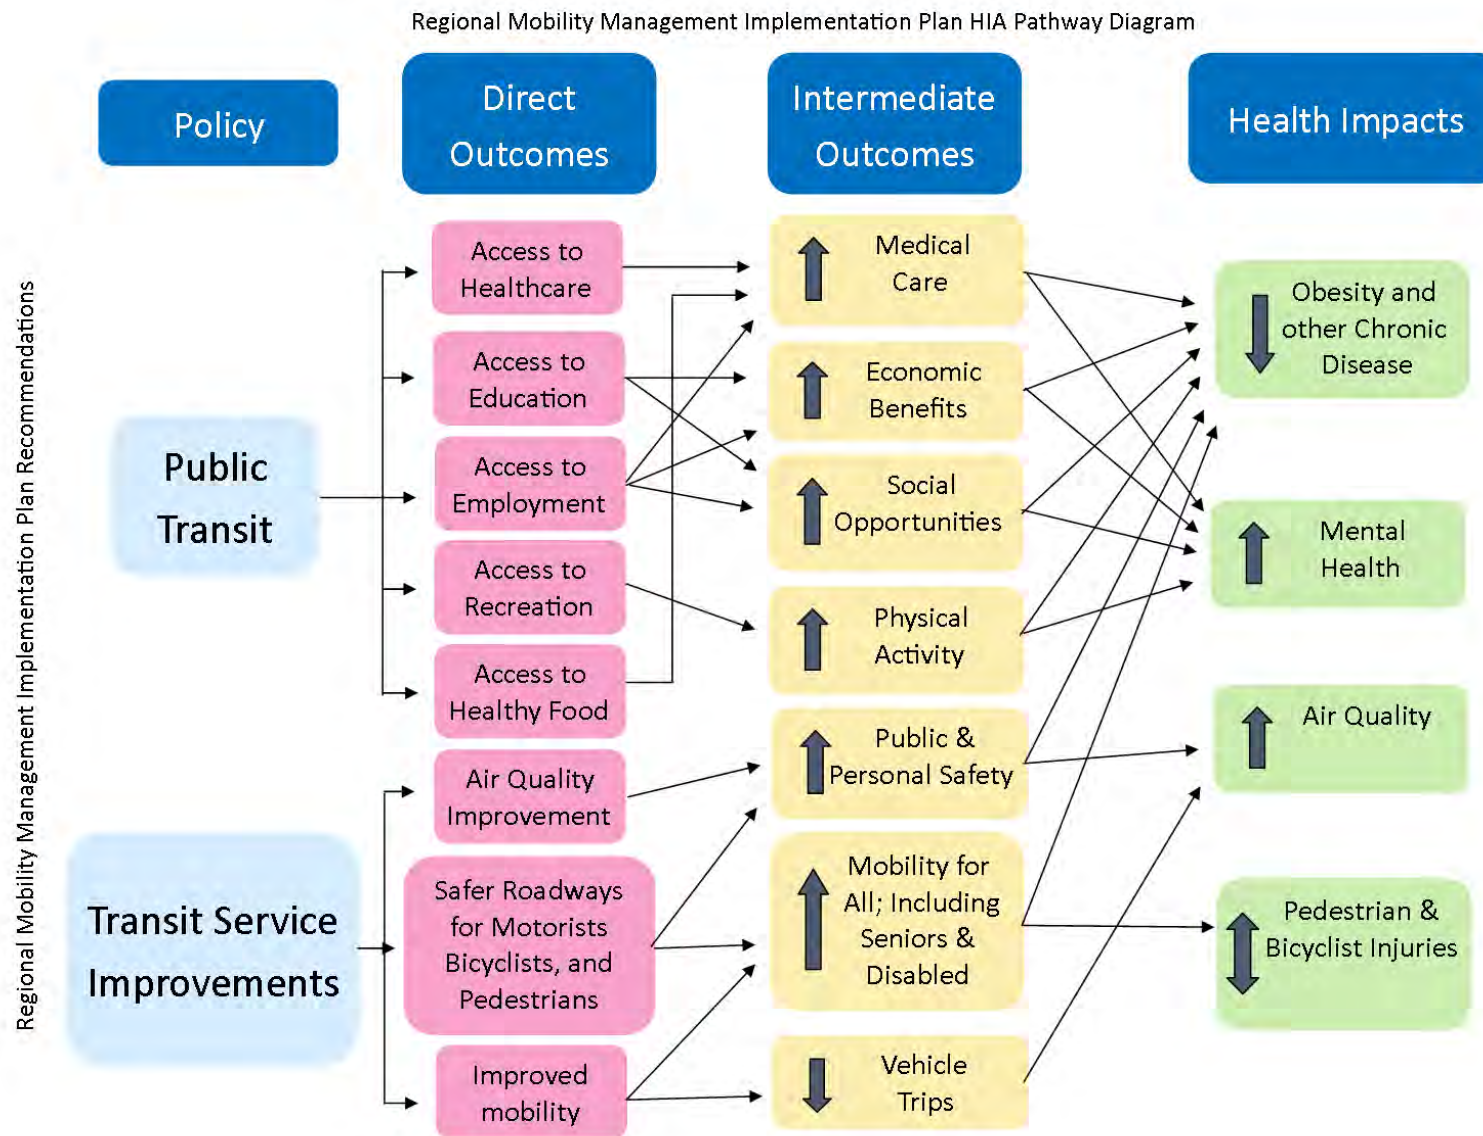 Regional Mobility Management Implementation Plan HIA Pathway Diagram
Policy
Direct
Outcomes
Intermediate
Outcomes
Health Impacts
Regional Mobility Management Implementation Plan Recommendations
Public
Transit
Transit Service
Improvements
Access to
Healthcare
Access to
Education
Access to
Employment
Access to
Recreation
Access to
Healthy Food
Air Quality
Improvement
Safer Roadways
for Motorists
Bicyclists, and
Pedestrians
Improved
mobility
Medical
Care
Economic
Benefits
Social
Opportunities
Physical
Activity
Public &
Personal Safety
Mobility for
All; Including
Seniors &
Disabled
Vehicle
Trips
Obesity and
other Chronic
Disease
Mental
Health
Air Quality
Pedestrian &
Bicyclist Injuries